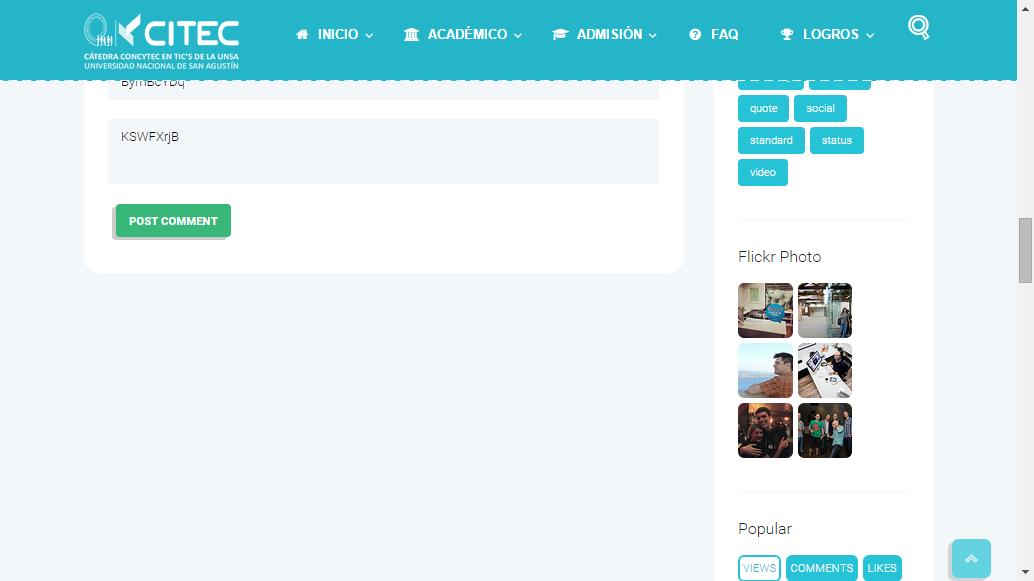 CITEC
CÁTEDRA CONCYTEC EN TIC'S DE LA UNSA
UNIVERSIDAD NACIONAL DE SAN AGUSTÍN
INICIO
ACADÉMICO
ADMISIÓN
FAQ
LOGROS
BymBcYDq
KSWFXrjB
POST COMMENT
quote
social
standard
status
video
Flickr Photo
Popular
VIEWS
COMMENTS
LIKES